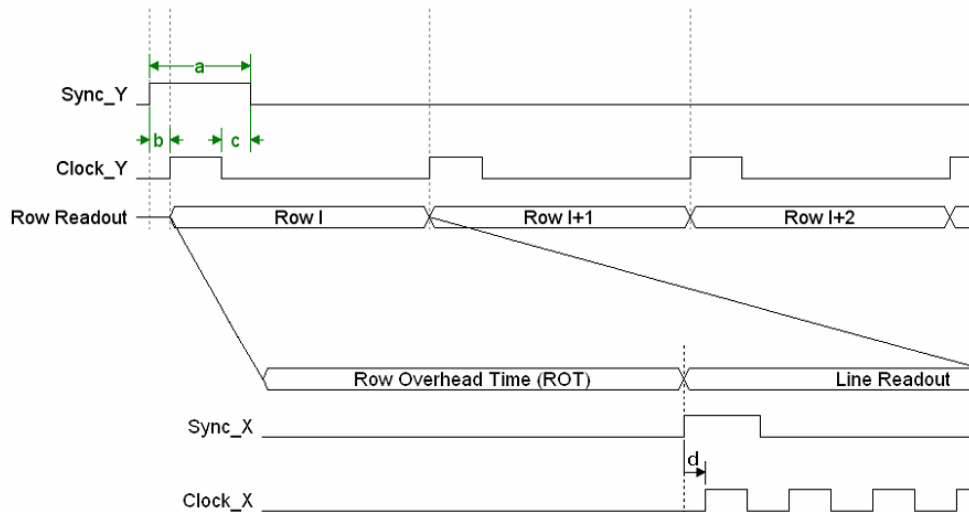 a
Sync_Y
b
c
Clock_Y
Row Readout
Row I
Row I+1
Row I+2
Row Overhead Time (ROT)
Line Readout
Sync_X
d
Clock_X